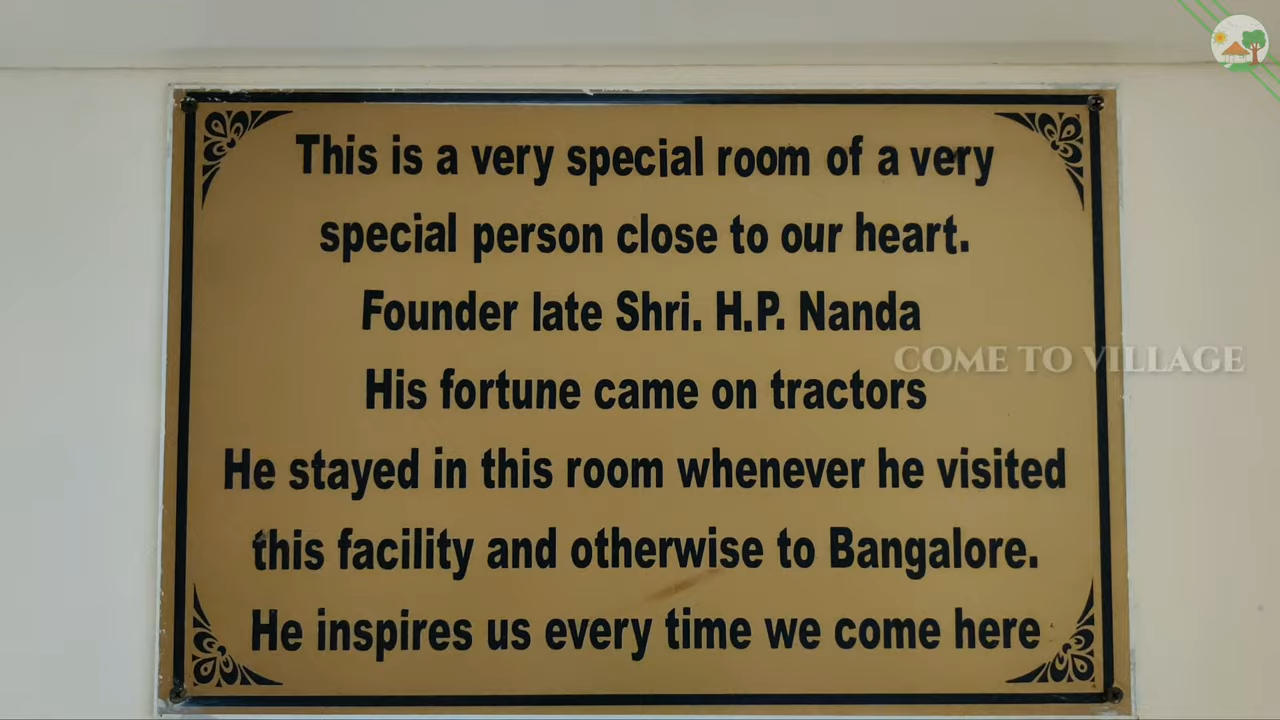 This is a very special room of a very
special person close to our heart.
Founder late Shri. H.P. Nanda
COME TO VILLAGE
His fortune came on tractors
He stayed in this room whenever he visited
this facility and otherwise to Bangalore.
He inspires us every time we come here